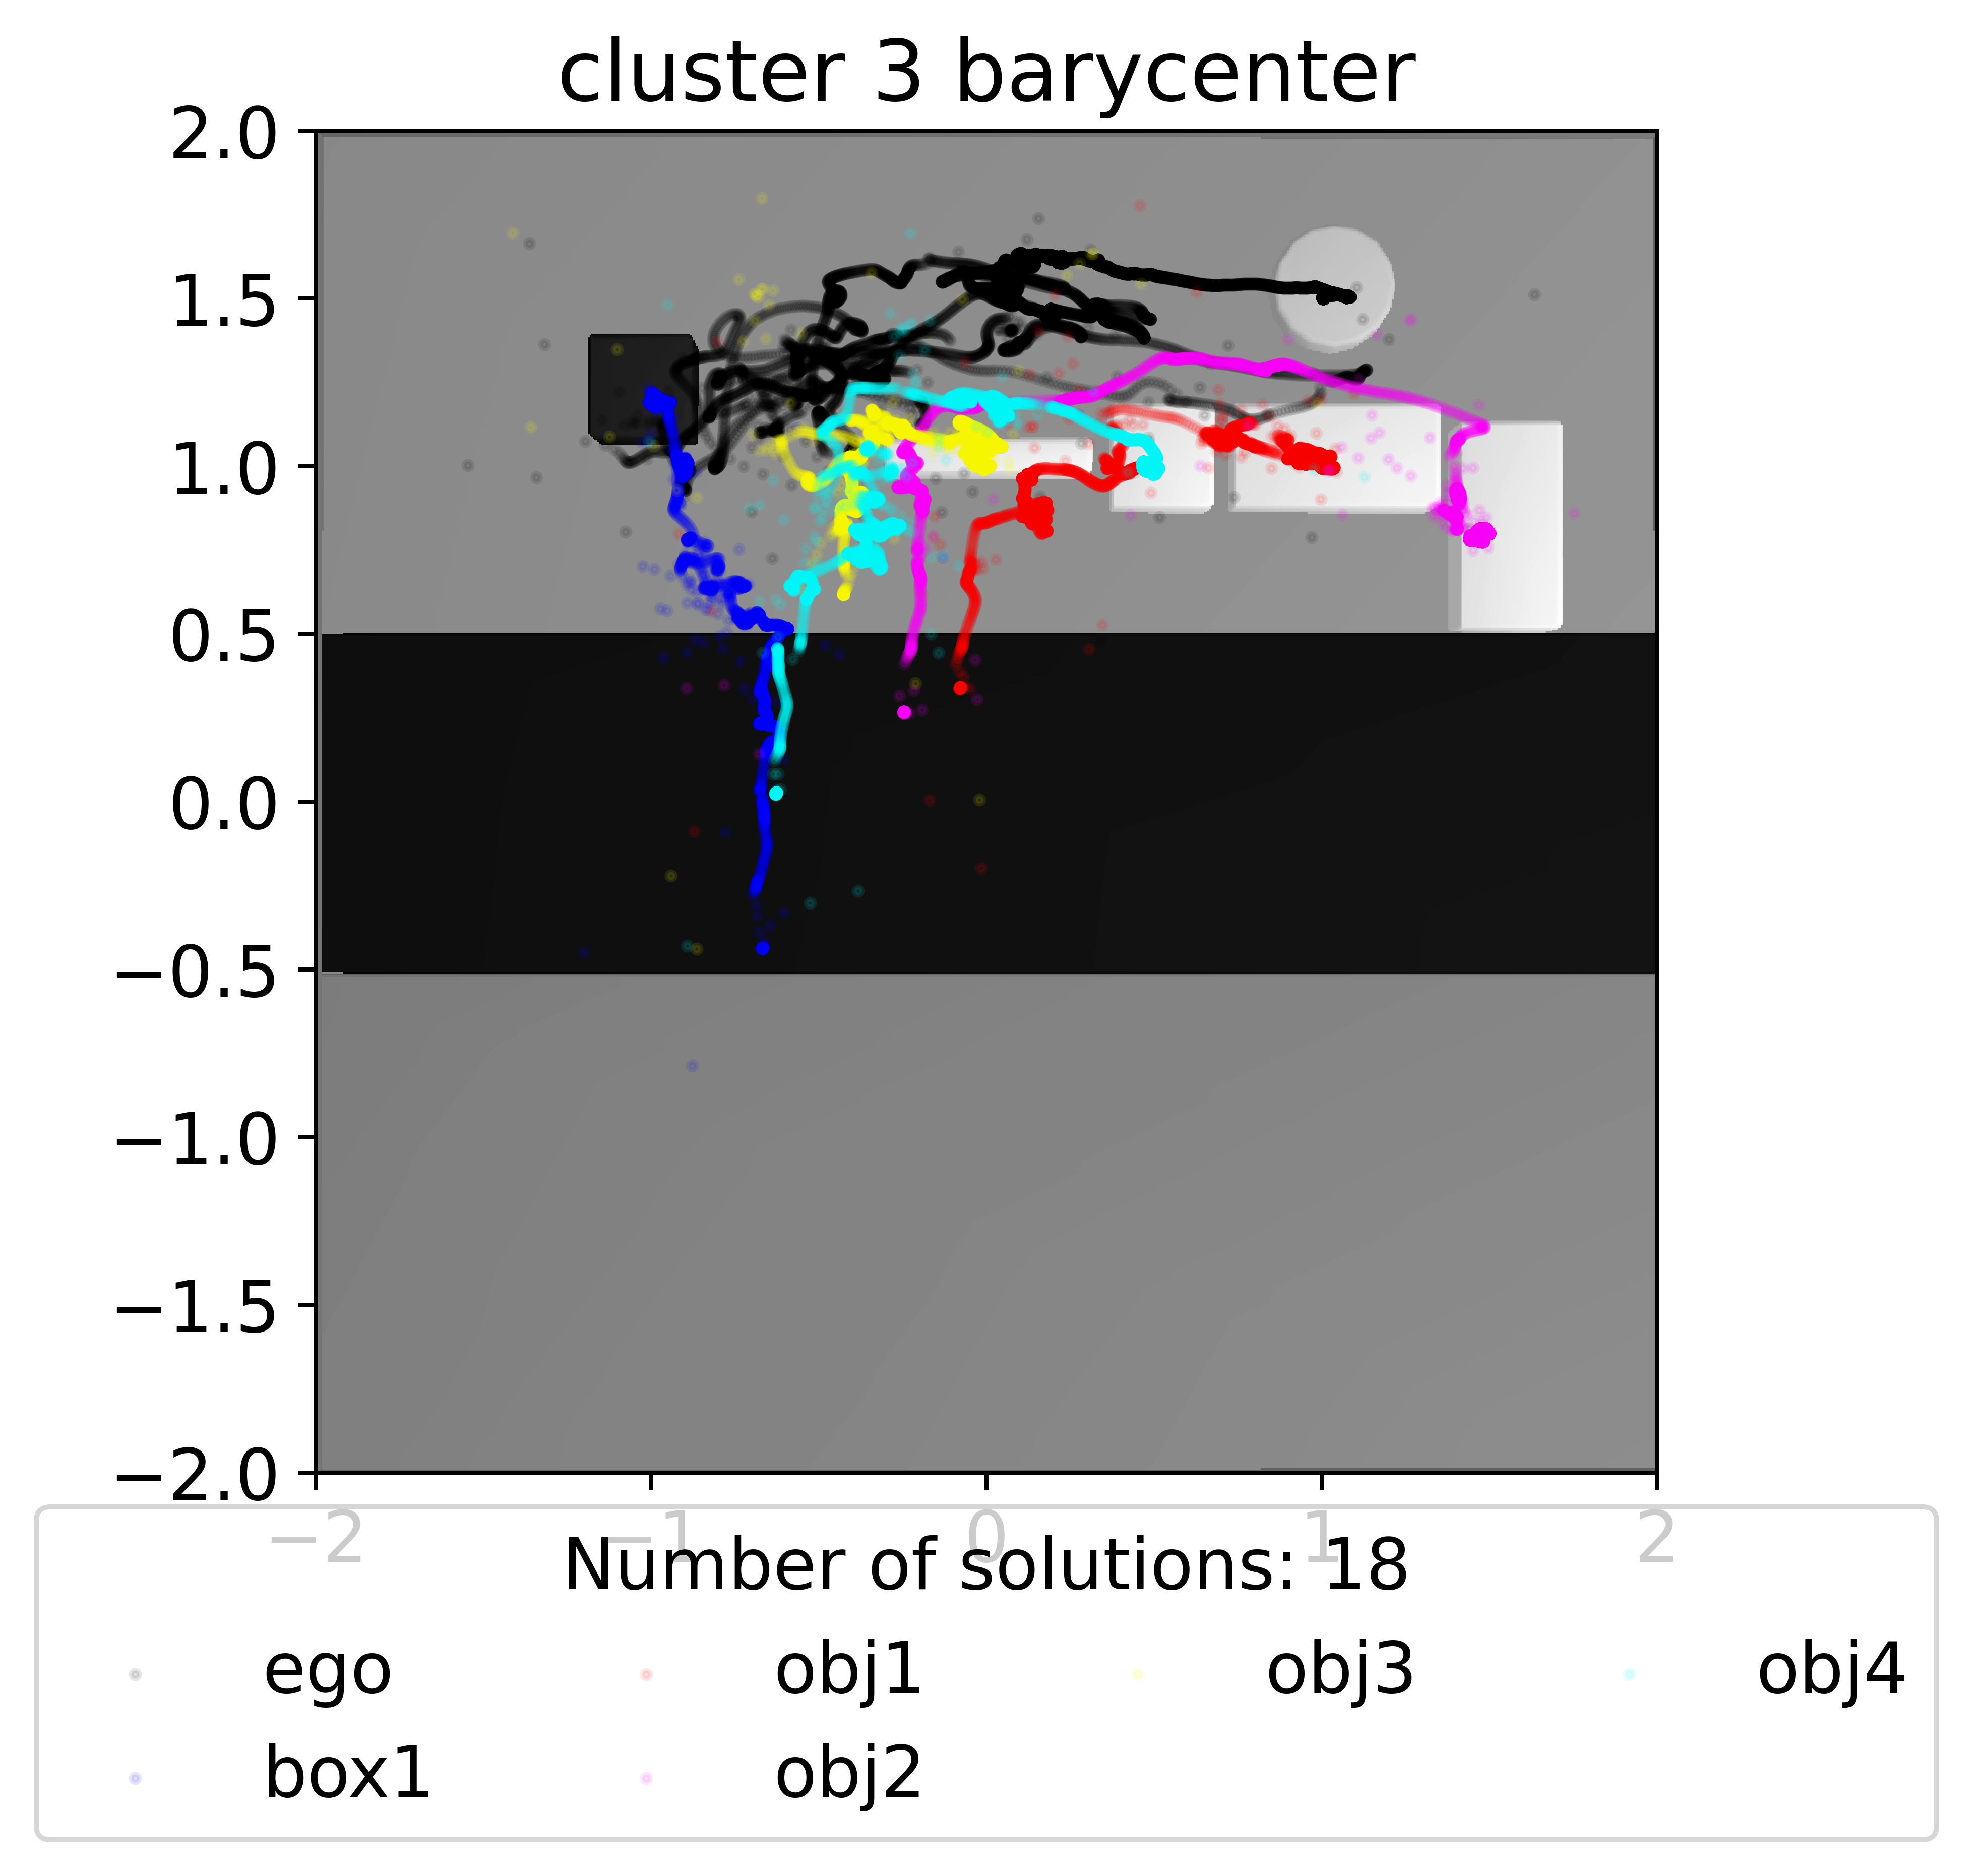 cluster 3 barycenter
2.0
1.5
1.0
0.5
0.0
−0.5
−1.0
−1.5
−2.0
−2 −1 0 1 2
Number of solutions: 18
ego obj1 obj3 obj4
box1 obj2